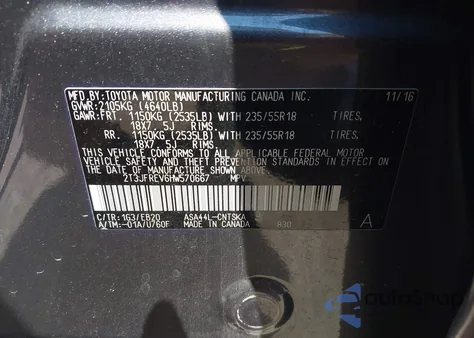 MFD.BY:TOYOTA MOTOR MANUFACTURING CANADA INC. 11/16
GVWR:2105KG (4640LB)
GAWR:FRT. 1150KG (2535LB) WITH 235/55R18 TIRES,
18X7.5J RIMS,
RR. 1150KG (2535LB) WITH 235/55R18 TIRES,
18X7.5J RIMS,
THIS VEHICLE CONFORMS TO ALL APPLICABLE FEDERAL MOTOR
VEHICLE SAFETY AND THEFT PREVENTION STANDARDS IN EFFECT
ON THE DATE OF MANUFACTURE SHOWN ABOVE.
2T3JFREV6HW570667 MPV
C/TR:1G3/EB20 ASA44L-CNTSKA
A/TM:-01A/U760F MADE IN CANADA 830 A
autoSnap